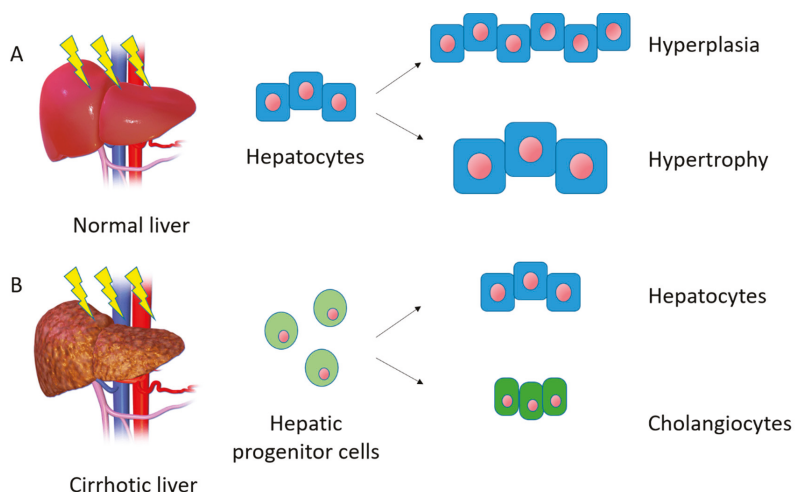 A
Hyperplasia
Hepatocytes
Hypertrophy
Normal liver
B
Hepatocytes
Hepatic
progenitor cells
Cholangiocytes
Cirrhotic liver